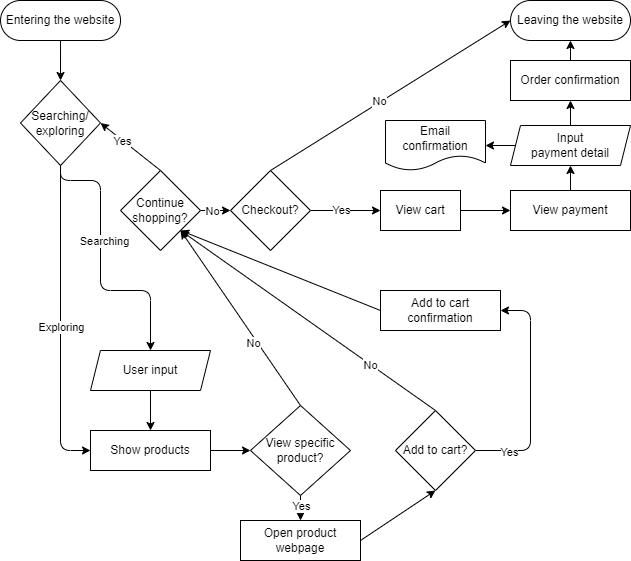 Entering the website
Leaving the website
Order confirmation
Searching/
exploring
No
Email
confirmation
Input
payment detail
Yes
Continue
shopping?
No
Checkout?
Yes
View cart
View payment
Searching
Add to cart
confirmation
Exploring
No
No
User input
Show products
View specific
product?
Add to cart?
Yes
Yes
Open product
webpage